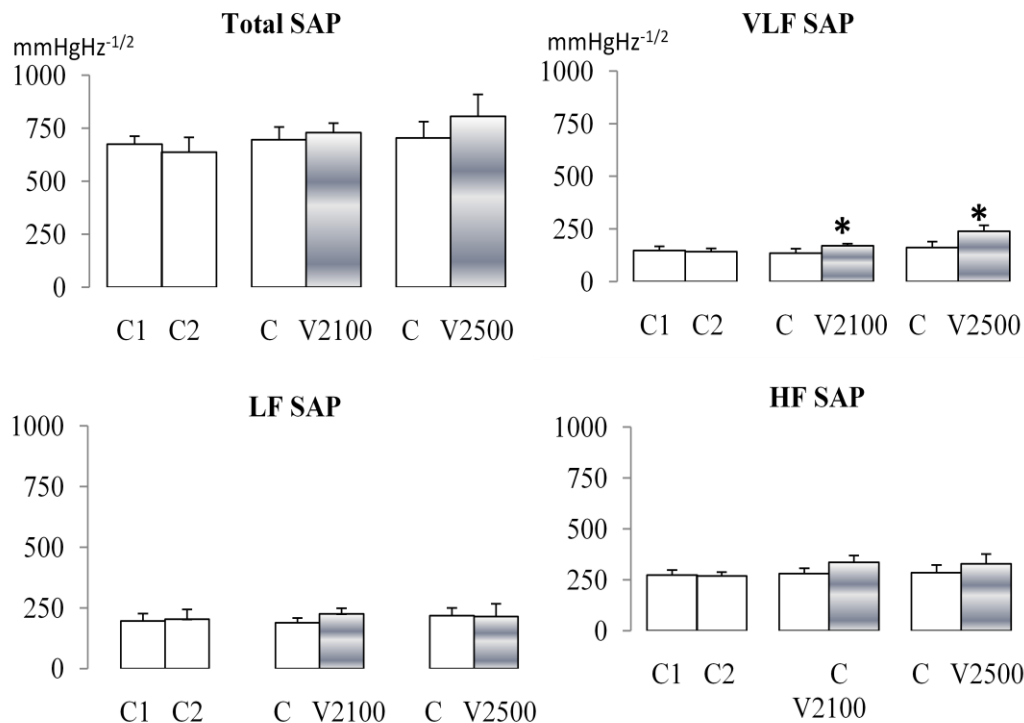 Total SAP
mmHgHz-1/2
1000
750
500
250
0
C1 C2 C V2100 C V2500
VLF SAP
mmHgHz-1/2
1000
750
500
250
0
* *
C1 C2 C V2100 C V2500
LF SAP
1000
750
500
250
0
C1 C2 C V2100 C V2500
HF SAP
1000
750
500
250
0
C1 C2 C C V2500
V2100